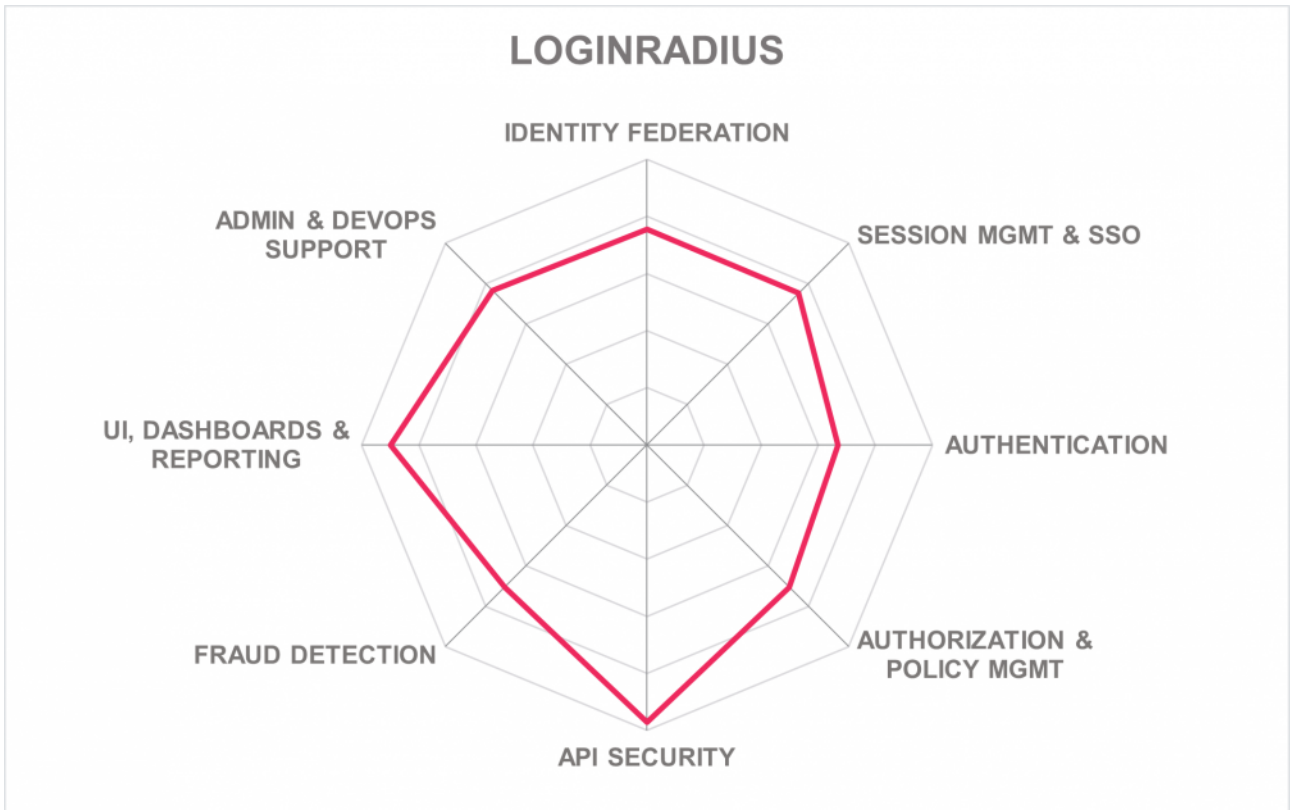 LOGINRADIUS
IDENTITY FEDERATION
ADMIN & DEVOPS
SUPPORT
SESSION MGMT & SSO
UI, DASHBOARDS &
REPORTING
AUTHENTICATION
FRAUD DETECTION
AUTHORIZATION &
POLICY MGMT
API SECURITY